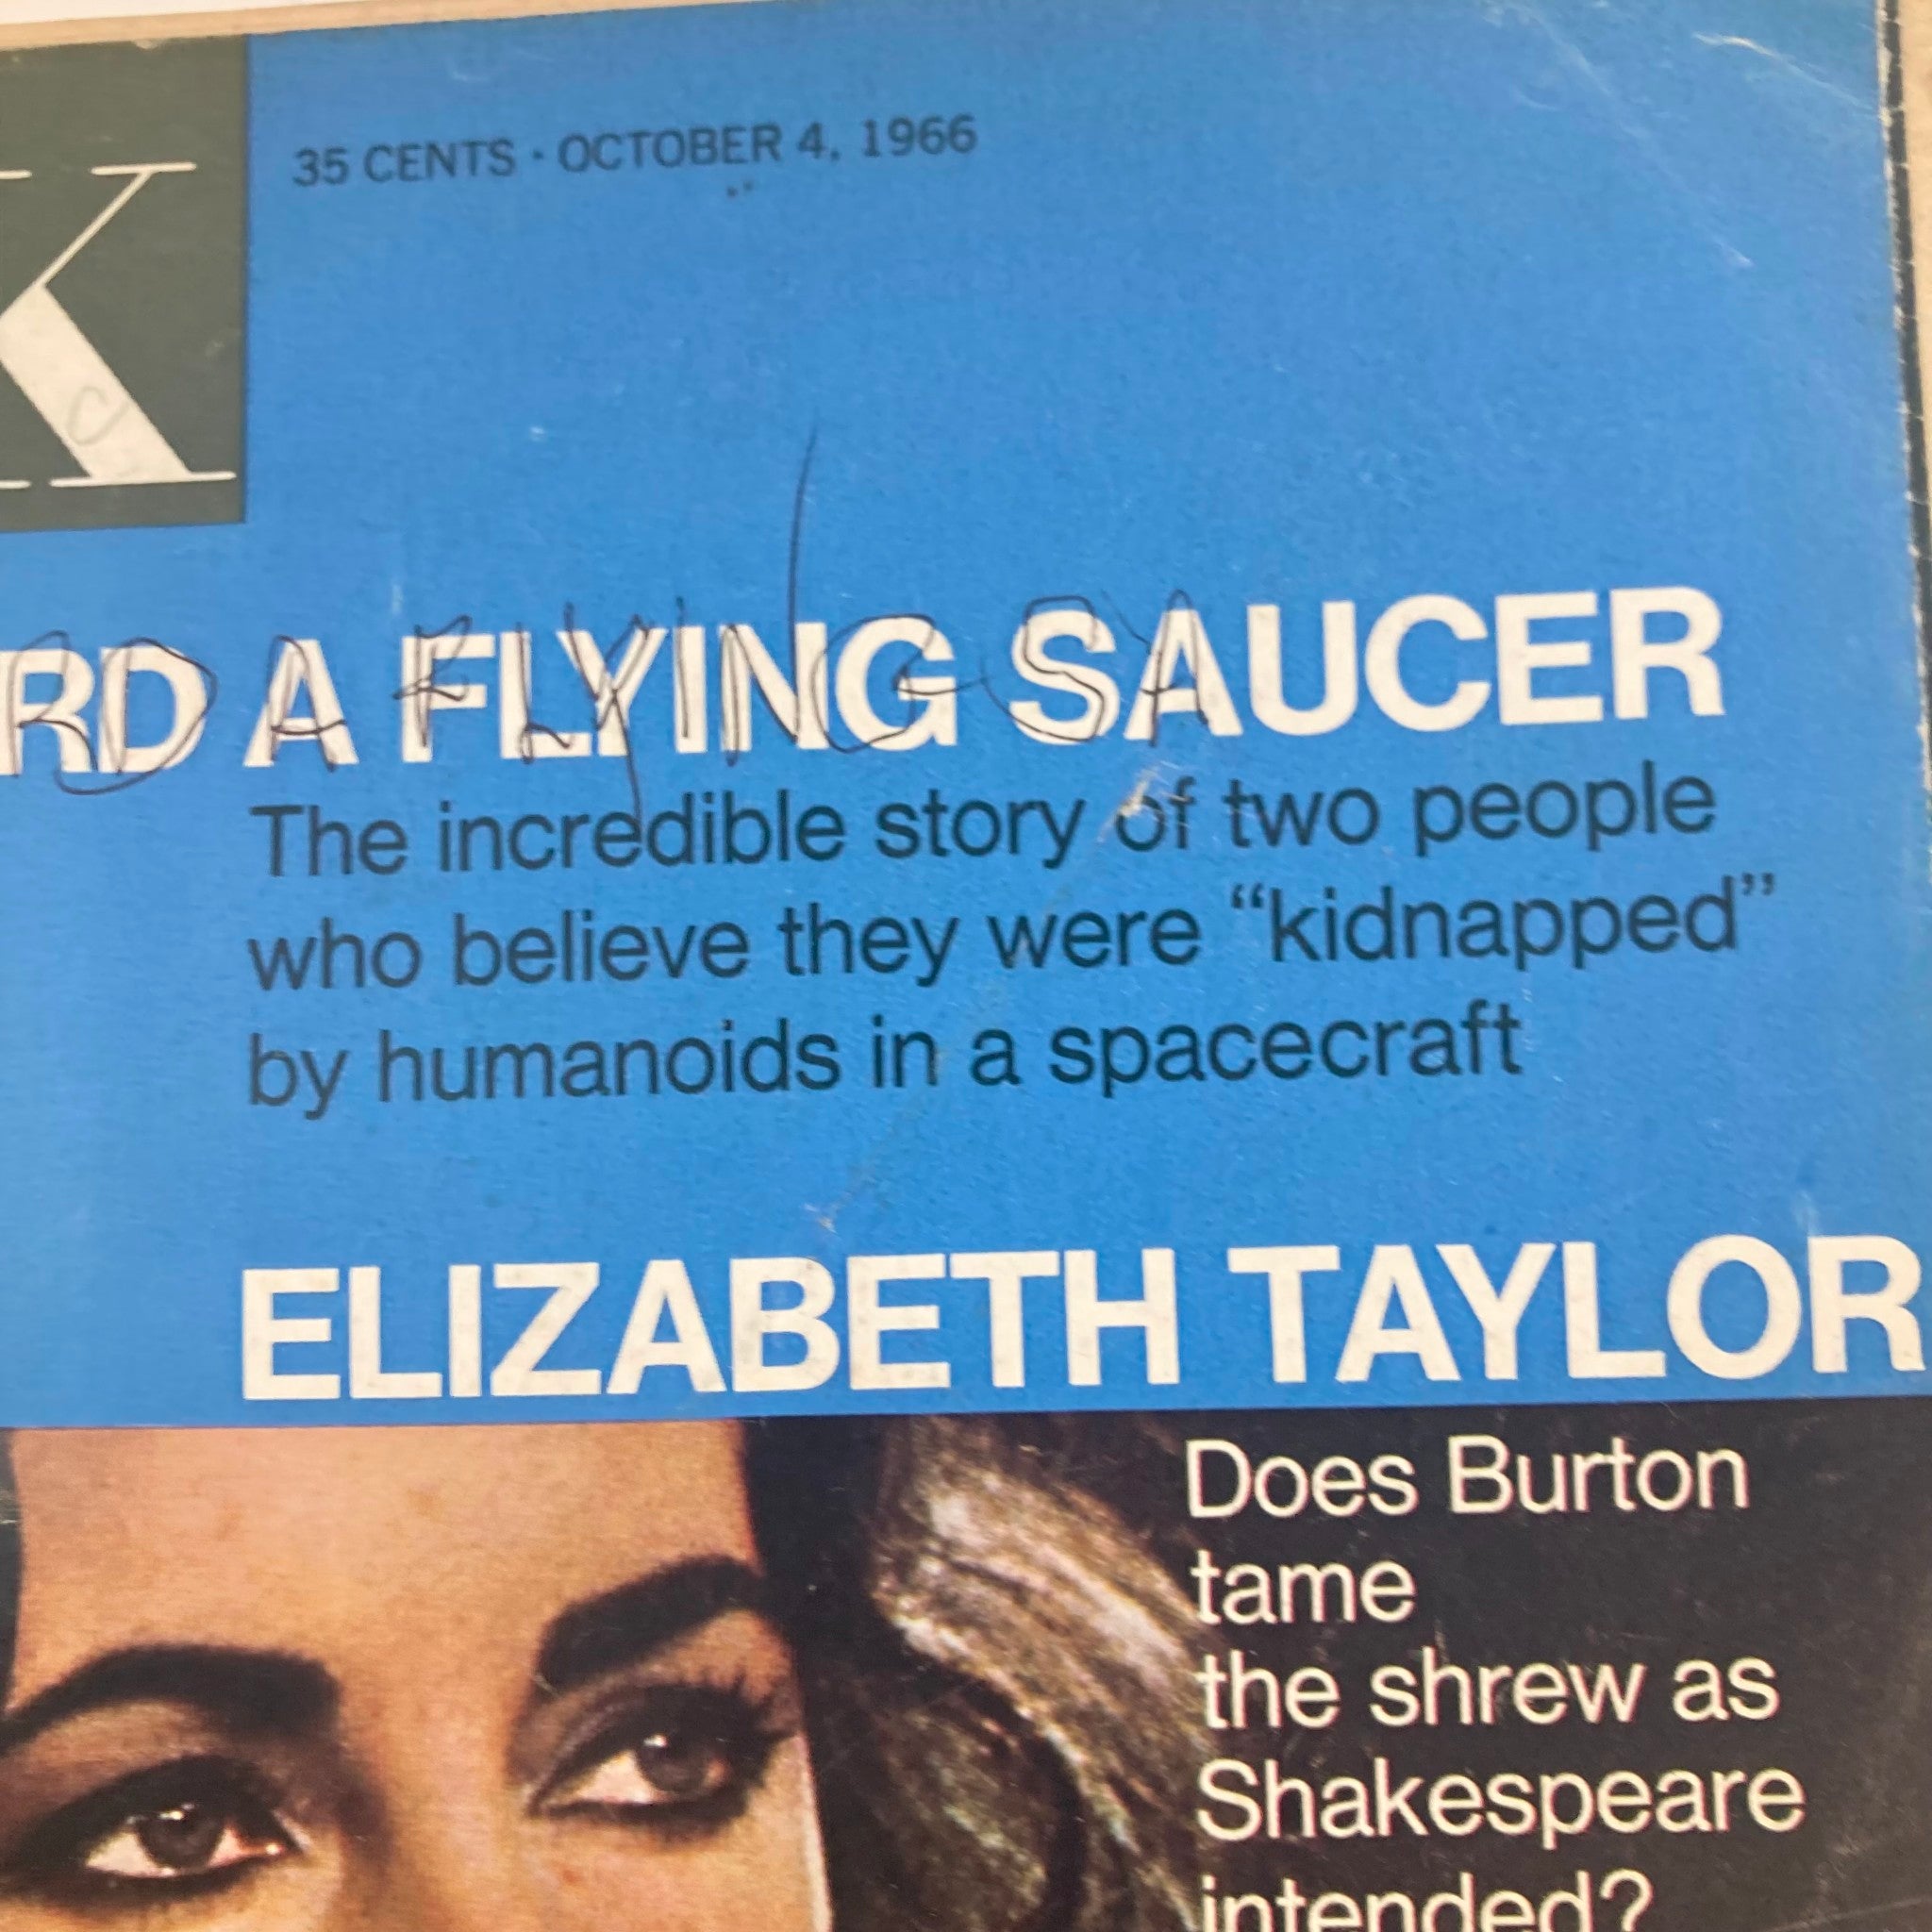 K
35 CENTS · OCTOBER 4, 1966
RD A FLYING SAUCER
The incredible story of two people
who believe they were “kidnapped”
by humanoids in a spacecraft
ELIZABETH TAYLOR
Does Burton
tame
the shrew as
Shakespeare
intended?